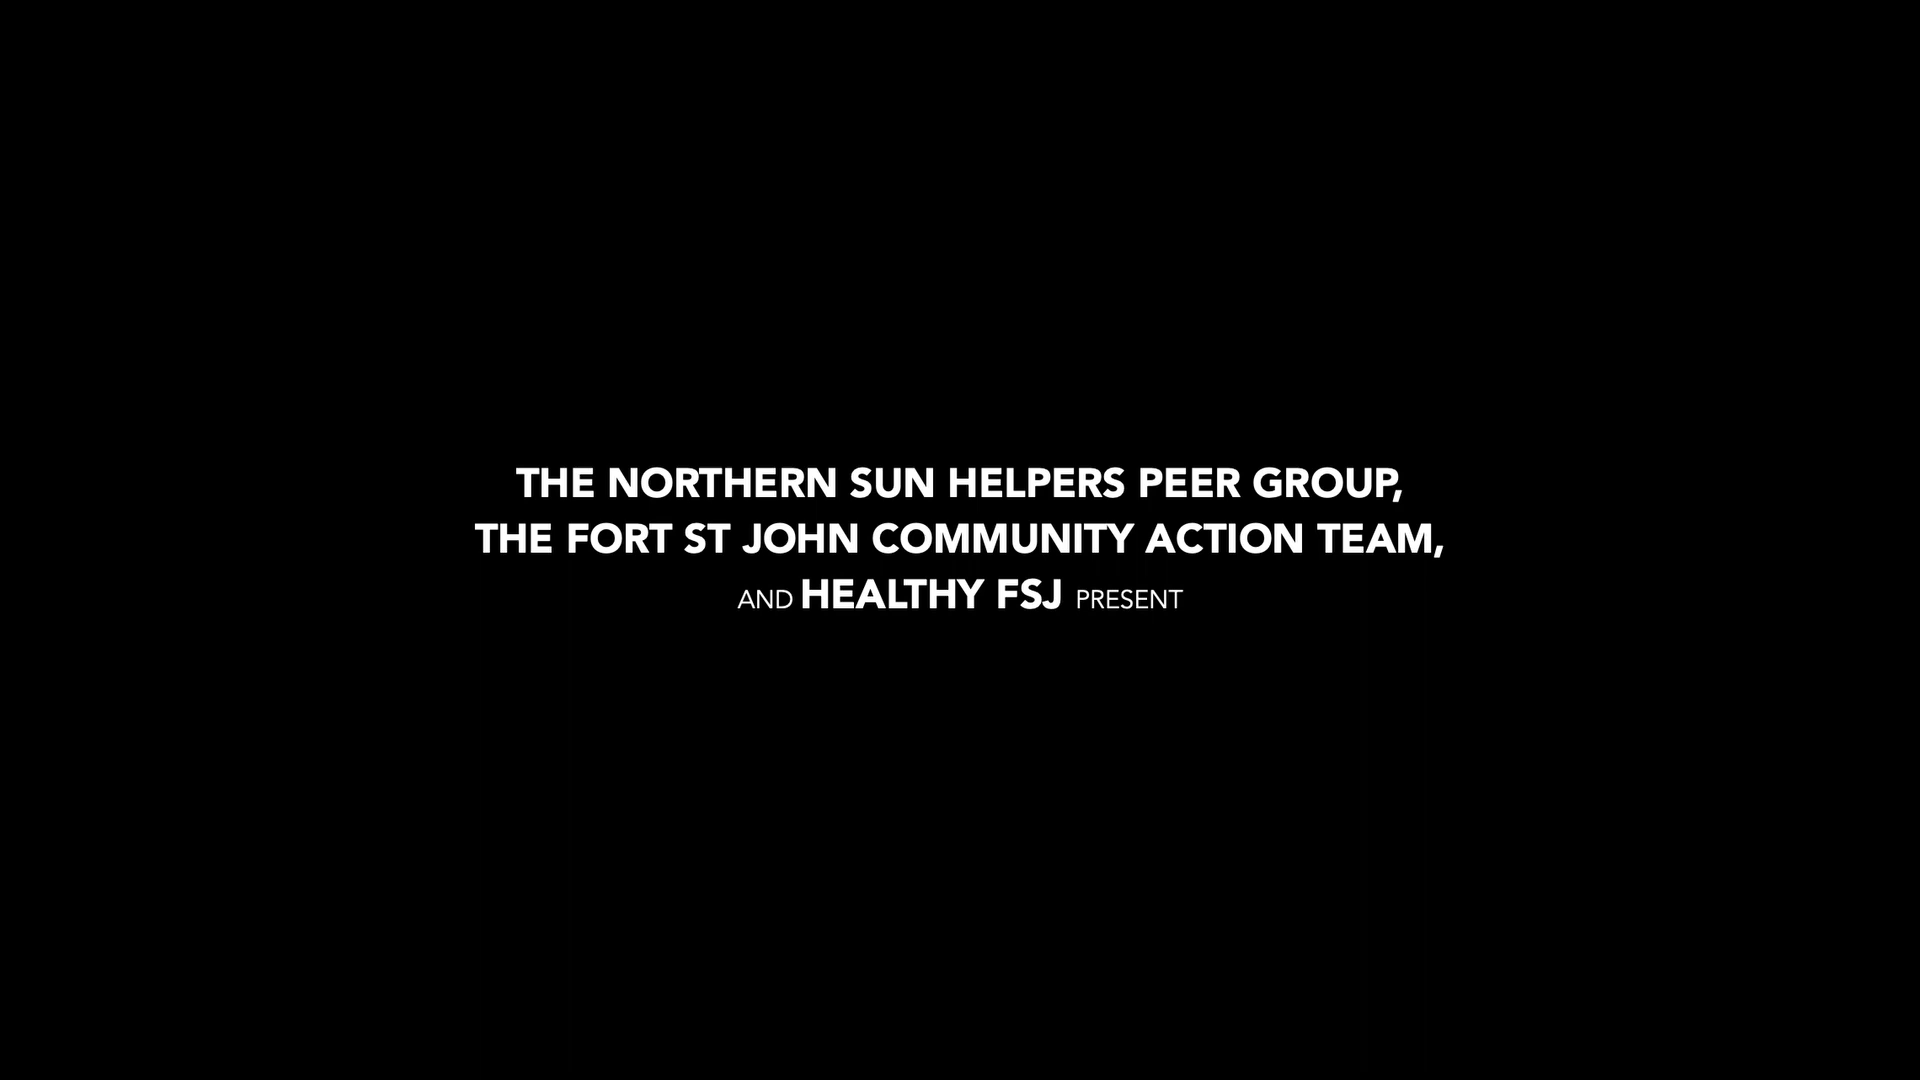 THE NORTHERN SUN HELPERS PEER GROUP,
THE FORT ST JOHN COMMUNITY ACTION TEAM,
AND HEALTHY FSJ PRESENT